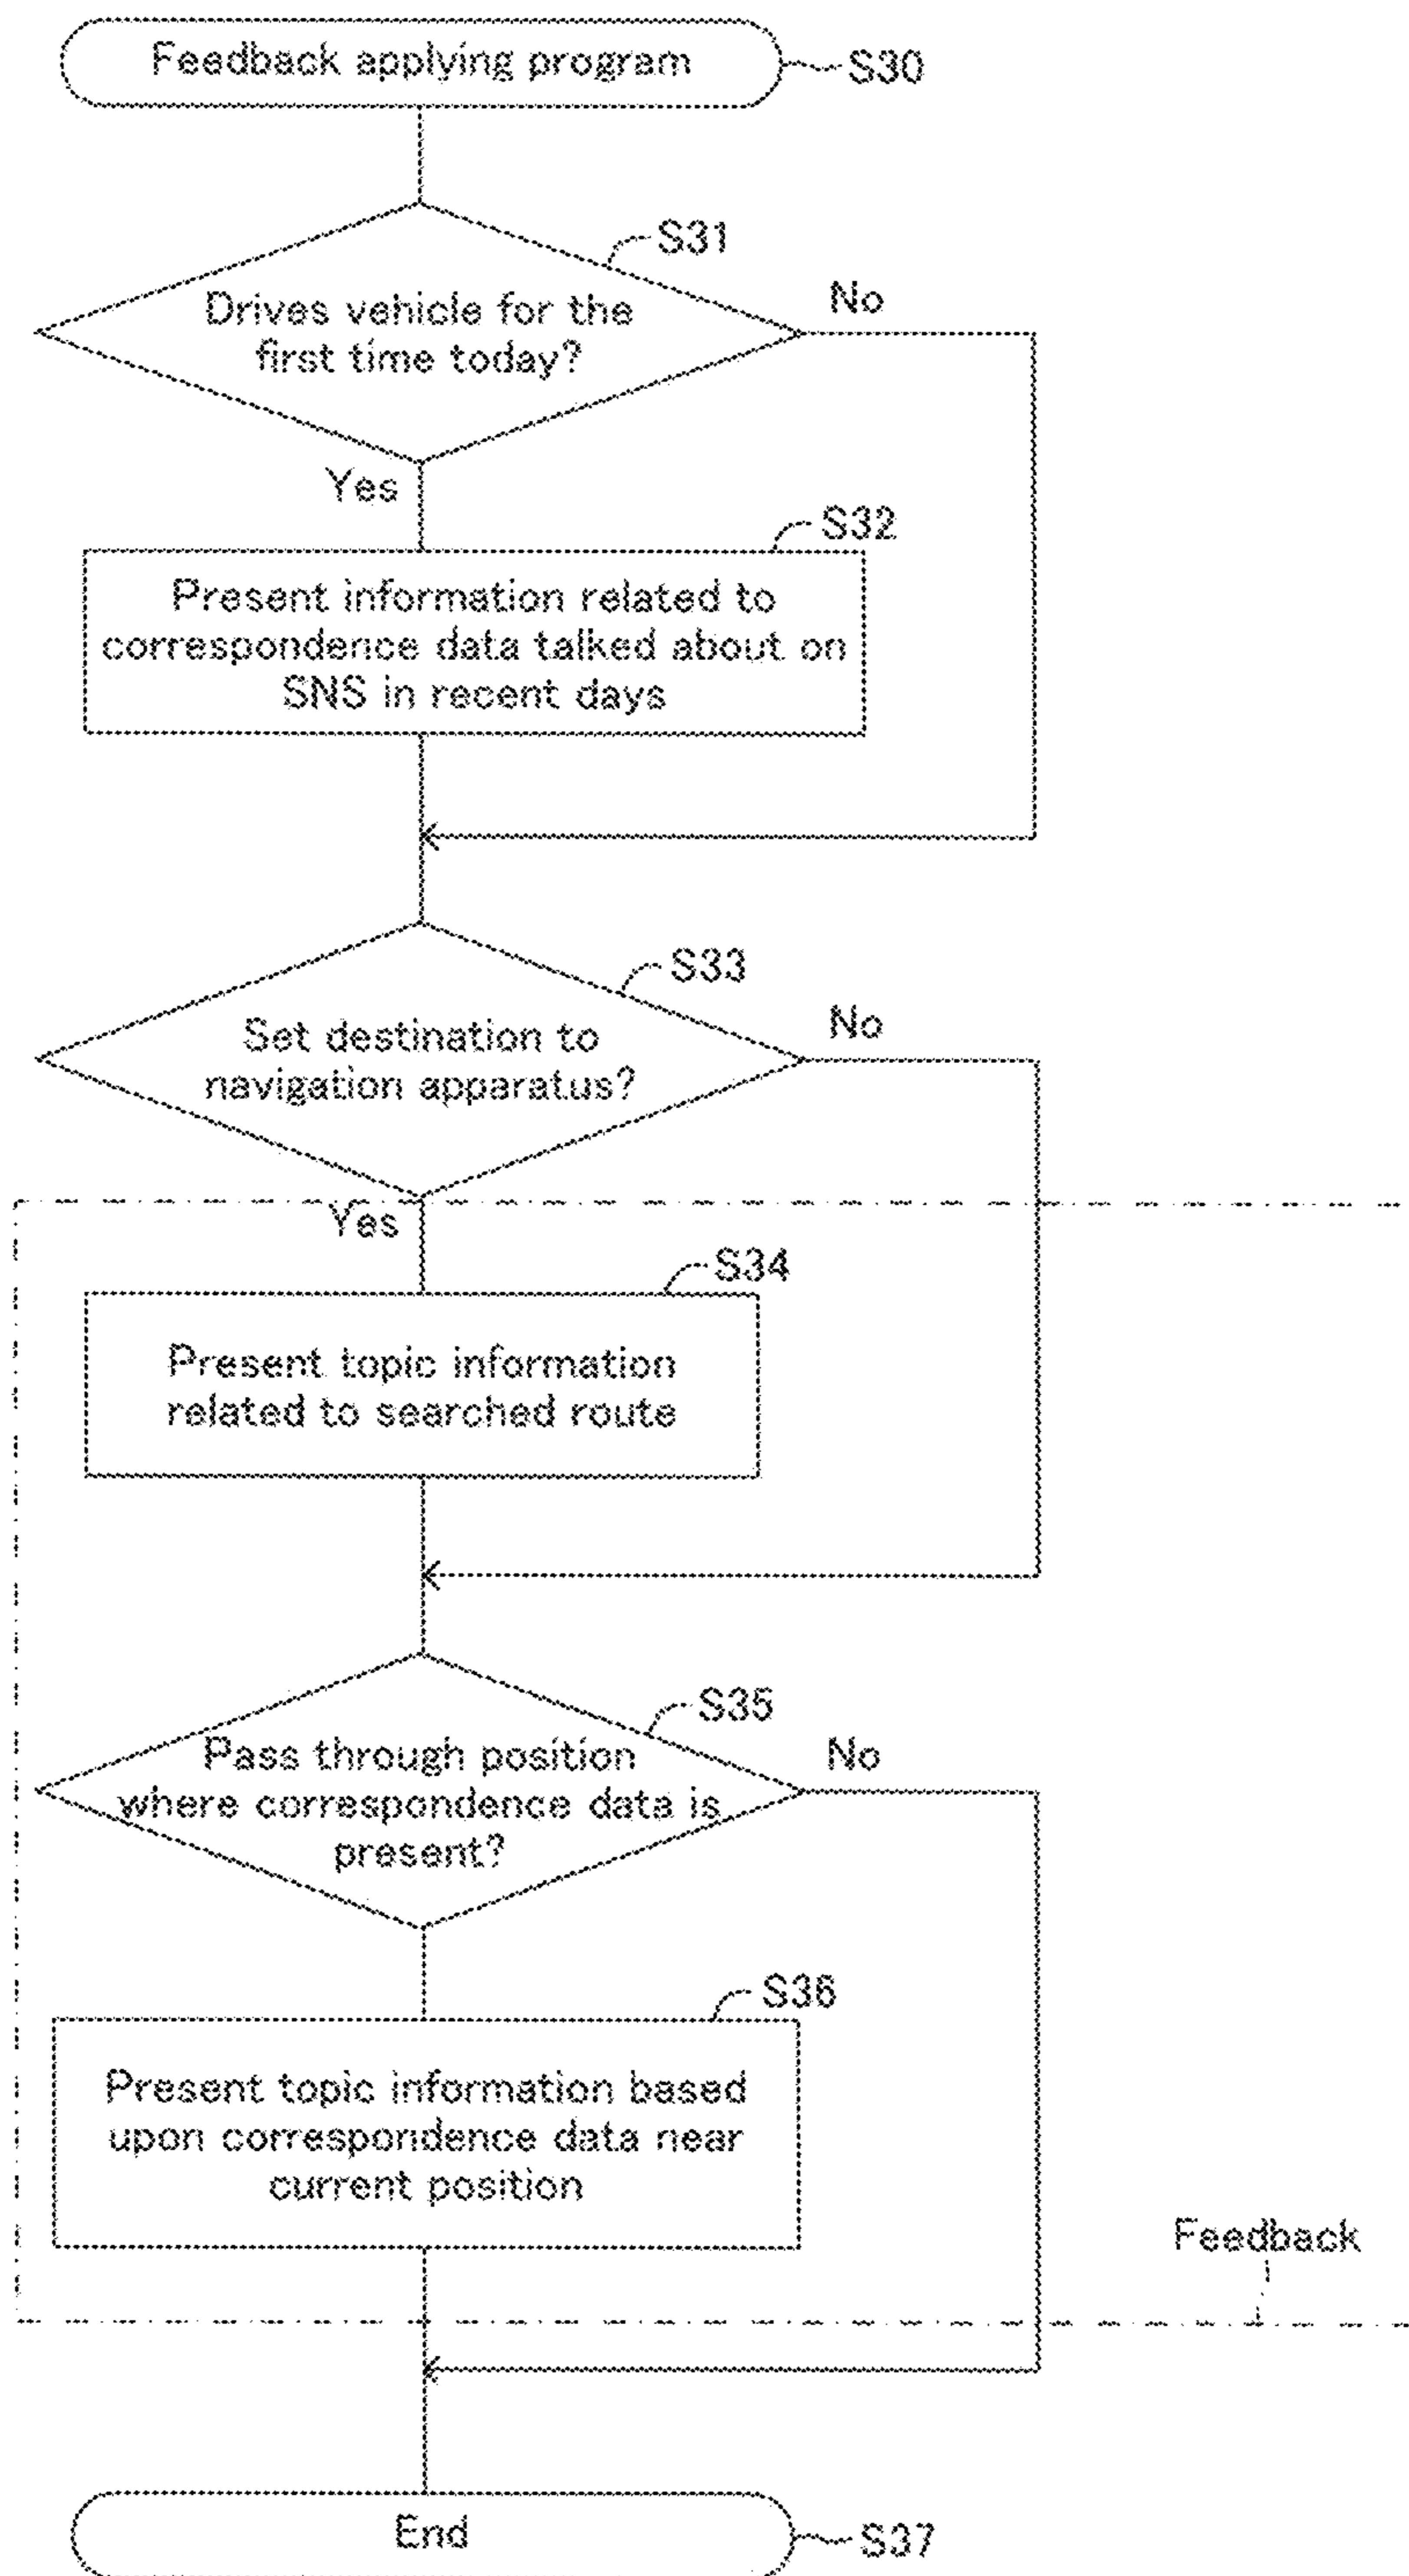 Feedback applying program
S30
S31
Drives vehicle for the
first time today?
No
Yes
S32
Present information related to
correspondence data talked about on
SNS in recent days
S33
Set destination to
navigation apparatus?
No
Yes
S34
Present topic information
related to searched route
S35
Pass through position
where correspondence data is
present?
No
S36
Present topic information based
upon correspondence data near
current position
Feedback
End
S37